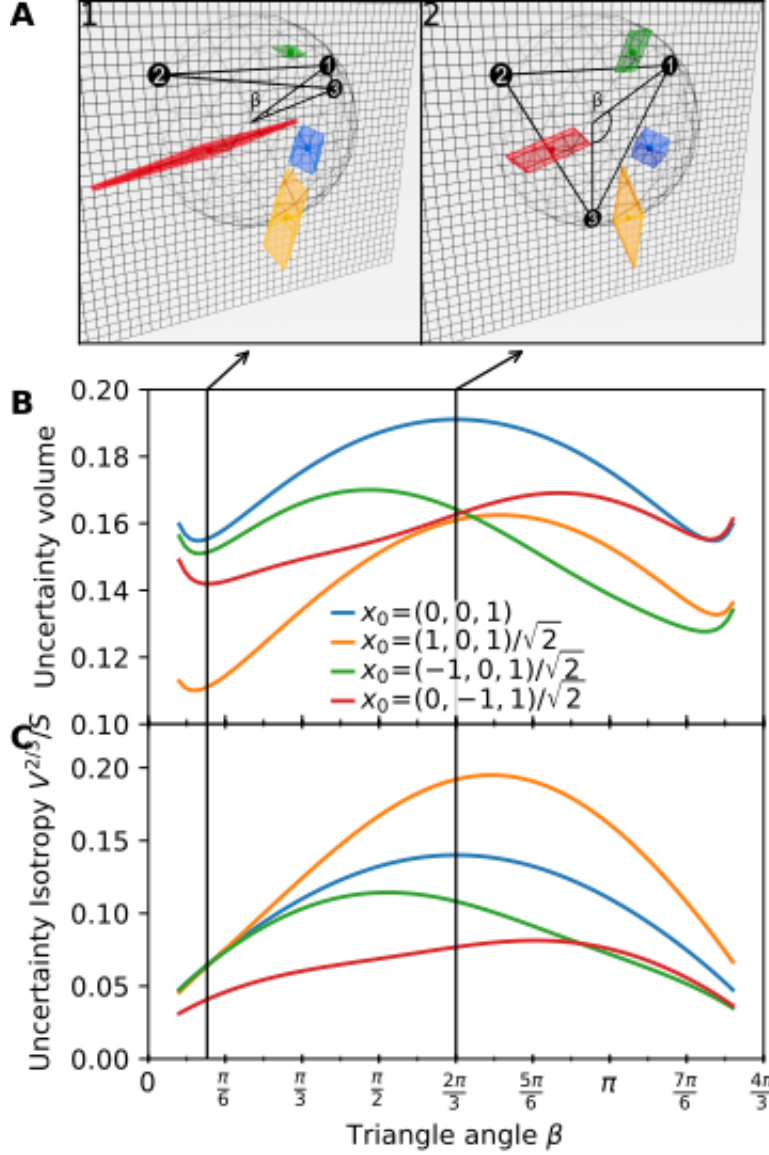 A
1
2
2
1
3
β
2
1
β
3
B
Uncertainty volume
0.20
0.18
0.16
0.14
0.12
0.10
x₀=(0, 0, 1)
x₀=(1, 0, 1)/√2
x₀=(−1, 0, 1)/√2
x₀=(0, −1, 1)/√2
C
Uncertainty Isotropy V^{2/3}/S
0.20
0.15
0.10
0.05
0.00
0 π/6 π/3 π/2 2π/3 5π/6 π 7π/6 4π/3
Triangle angle β